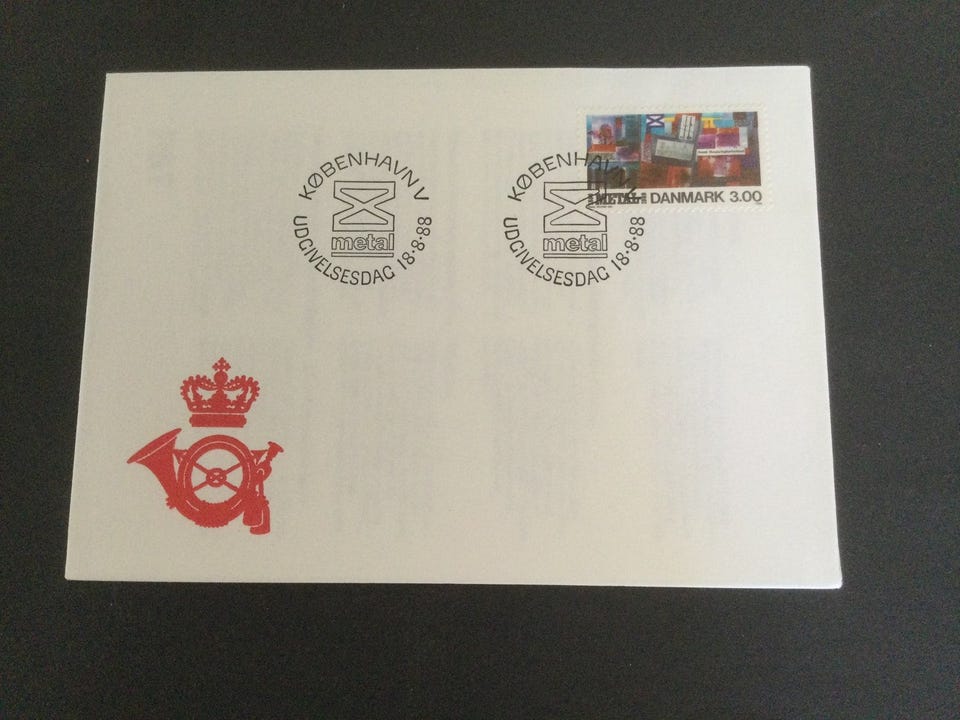 KØBENHAVN V
metal
UDGIVELSESDAG 18·8·88
KØBENHAVN V
metal
UDGIVELSESDAG 18·8·88
METAL DANMARK 3.00